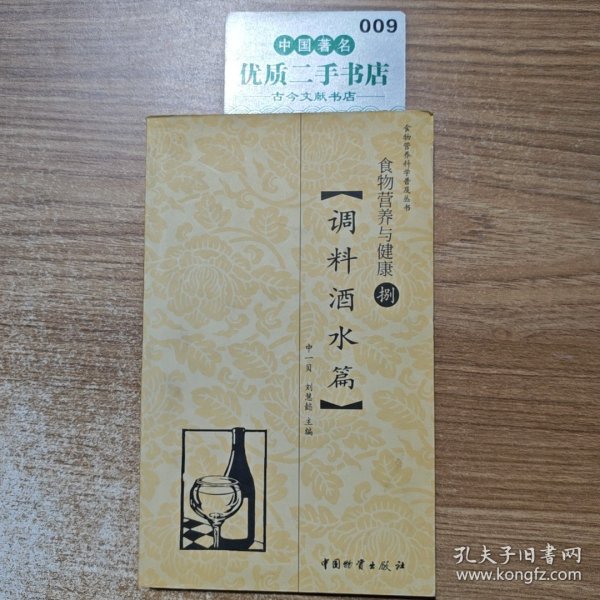 009
中国著名
优质二手书店
古今文献书店
食物营养科学普及丛书
食物营养与健康 捌
【调料酒水篇】
申一贝 刘慧懿 主编
中国物资出版社
孔夫子旧书网
www.kongfz.com